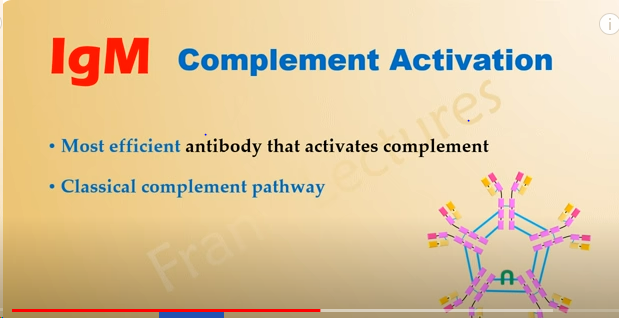 IgM Complement Activation
• Most efficient antibody that activates complement
• Classical complement pathway